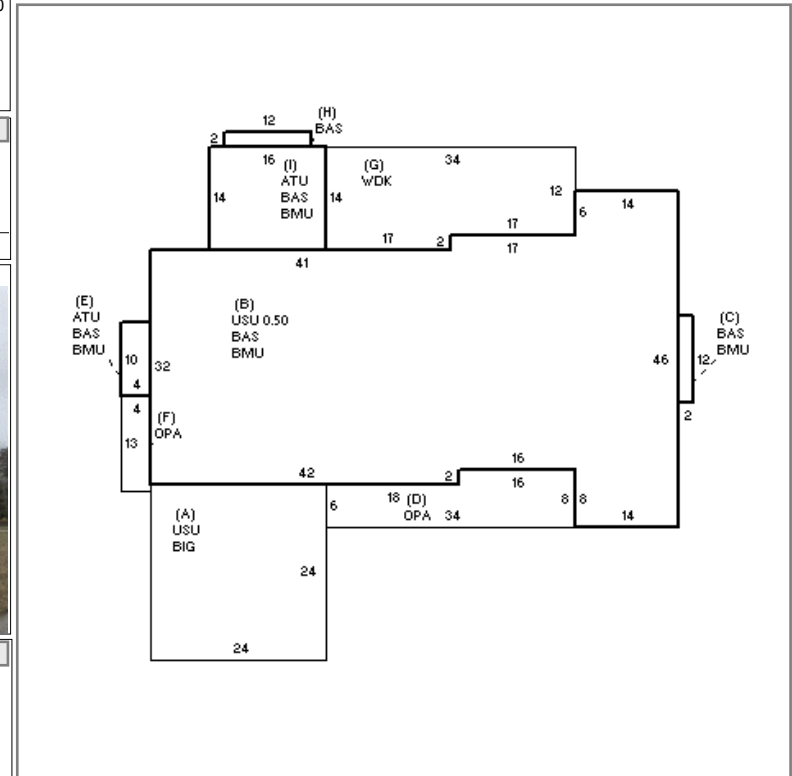 12
(H)
BAS
2
16
(I)
ATU
BAS
BMU
14
14
(G)
WDK
34
12
6
14
17
17
2
17
41
(E)
ATU
BAS
BMU
10
4
32
(B)
USU 0.50
BAS
BMU
46
12
(C)
BAS
BMU
2
4
(F)
OPA
13
42
2
16
16
6
18
(D)
OPA
34
8
8
14
(A)
USU
BIG
24
24